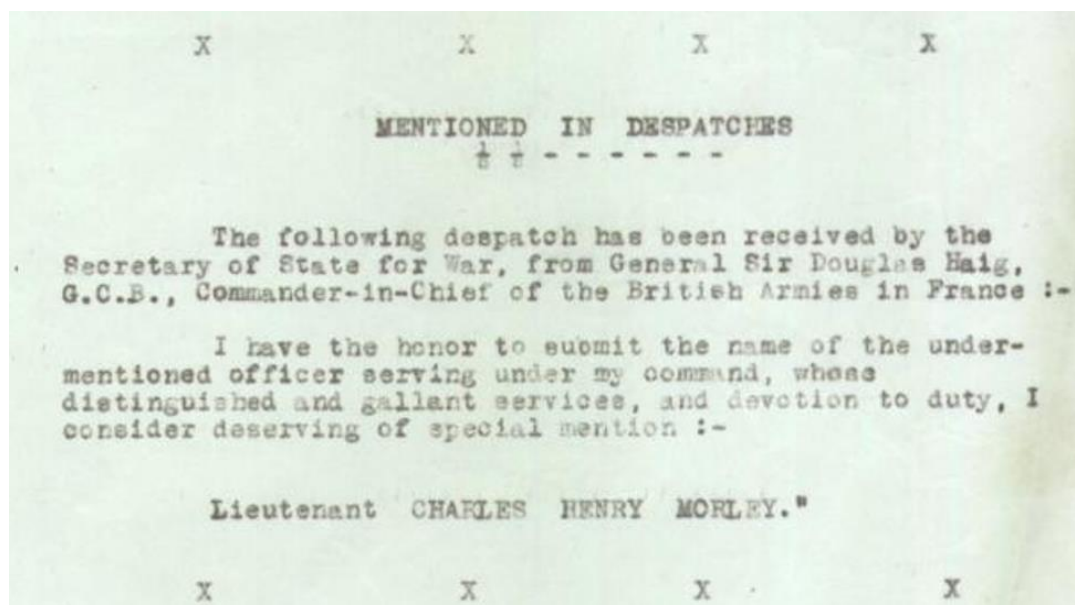 X X X X
MENTIONED IN DESPATCHES
- - - - - - - -
The following despatch has been received by the
Secretary of State for War, from General Sir Douglas Haig,
G.C.B., Commander-in-Chief of the British Armies in France :-
I have the honor to submit the name of the under-
mentioned officer serving under my command, whose
distinguished and gallant services, and devotion to duty, I
consider deserving of special mention :-
Lieutenant CHARLES HENRY MORLEY."
X X X X